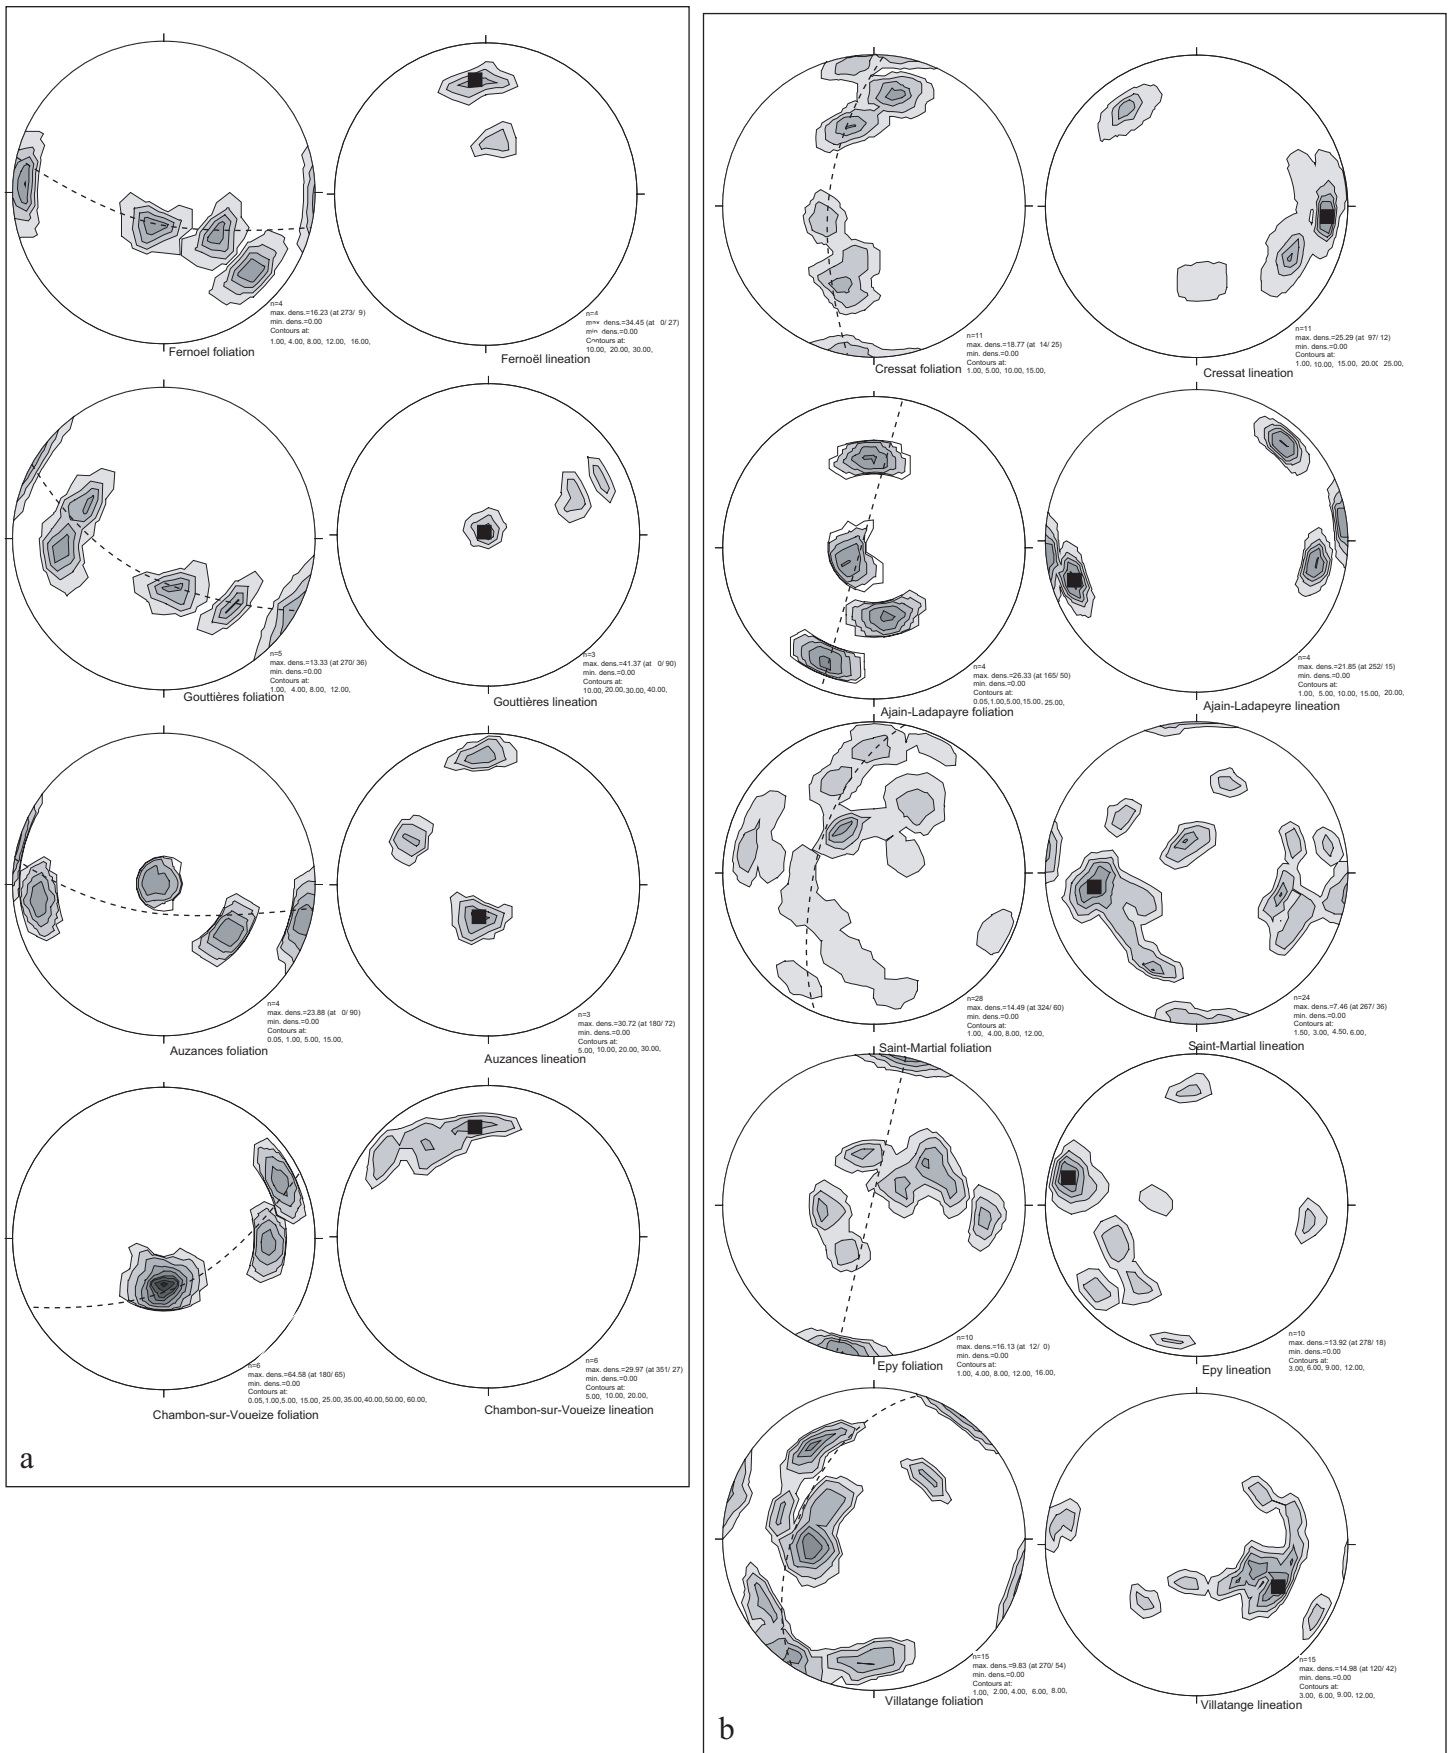 n=4
max. dens.=16.23 (at 273/ 9)
min. dens.=0.00
Contours at:
1.00, 4.00, 8.00, 12.00, 16.00,
Fernoel foliation
n=4
max dens.=34.45 (at 0/ 27)
min. dens.=0.00
Contours at:
10.00, 20.00, 30.00,
Fernoël lineation
n=5
max. dens.=13.33 (at 270/ 36)
min. dens.=0.00
Contours at:
1.00, 4.00, 8.00, 12.00,
Gouttières foliation
n=3
max. dens.=41.37 (at 0/ 90)
min. dens.=0.00
Contours at:
10.00, 20.00, 30.00, 40.00,
Gouttières lineation
n=4
max. dens.=23.88 (at 0/ 90)
min. dens.=0.00
Contours at:
0.05, 1.00, 5.00, 15.00,
Auzances foliation
n=3
max. dens.=30.72 (at 180/ 72)
min. dens.=0.00
Contours at:
5.00, 10.00, 20.00, 30.00,
Auzances lineation
n=6
max. dens.=64.58 (at 180/ 65)
min. dens.=0.00
Contours at:
0.05, 1.00, 5.00, 15.00, 25.00, 35.00, 40.00, 50.00, 60.00,
Chambon-sur-Voueize foliation
n=6
max. dens.=29.97 (at 351/ 27)
min. dens.=0.00
Contours at:
5.00, 10.00, 20.00,
Chambon-sur-Voueize lineation
a
n=11
max. dens.=18.77 (at 14/ 25)
min. dens.=0.00
Contours at:
1.00, 5.00, 10.00, 15.00,
Cressat foliation
n=11
max. dens.=25.29 (at 97/ 12)
min. dens.=0.00
Contours at:
1.00, 10.00, 15.00, 20.00, 25.00,
Cressat lineation
n=4
max. dens.=26.33 (at 165/ 50)
min. dens.=0.00
Contours at:
0.05, 1.00, 5.00, 15.00, 25.00,
Ajain-Ladapayre foliation
n=4
max. dens.=21.85 (at 252/ 15)
min. dens.=0.00
Contours at:
1.00, 5.00, 10.00, 15.00, 20.00,
Ajain-Ladapeyre lineation
n=28
max. dens.=14.49 (at 324/ 60)
min. dens.=0.00
Contours at:
1.00, 4.00, 8.00, 12.00,
Saint-Martial foliation
n=24
max. dens.=7.46 (at 267/ 36)
min. dens.=0.00
Contours at:
1.50, 3.00, 4.50, 6.00,
Saint-Martial lineation
n=10
max. dens.=16.13 (at 12/ 0)
min. dens.=0.00
Contours at:
1.00, 4.00, 8.00, 12.00, 16.00,
Epy foliation
n=10
max. dens.=13.92 (at 278/ 18)
min. dens.=0.00
Contours at:
3.00, 6.00, 9.00, 12.00,
Epy lineation
n=15
max. dens.=9.83 (at 270/ 54)
min. dens.=0.00
Contours at:
1.00, 2.00, 4.00, 6.00, 8.00,
Villatange foliation
n=15
max. dens.=14.98 (at 120/ 42)
min. dens.=0.00
Contours at:
3.00, 6.00, 9.00, 12.00,
Villatange lineation
b